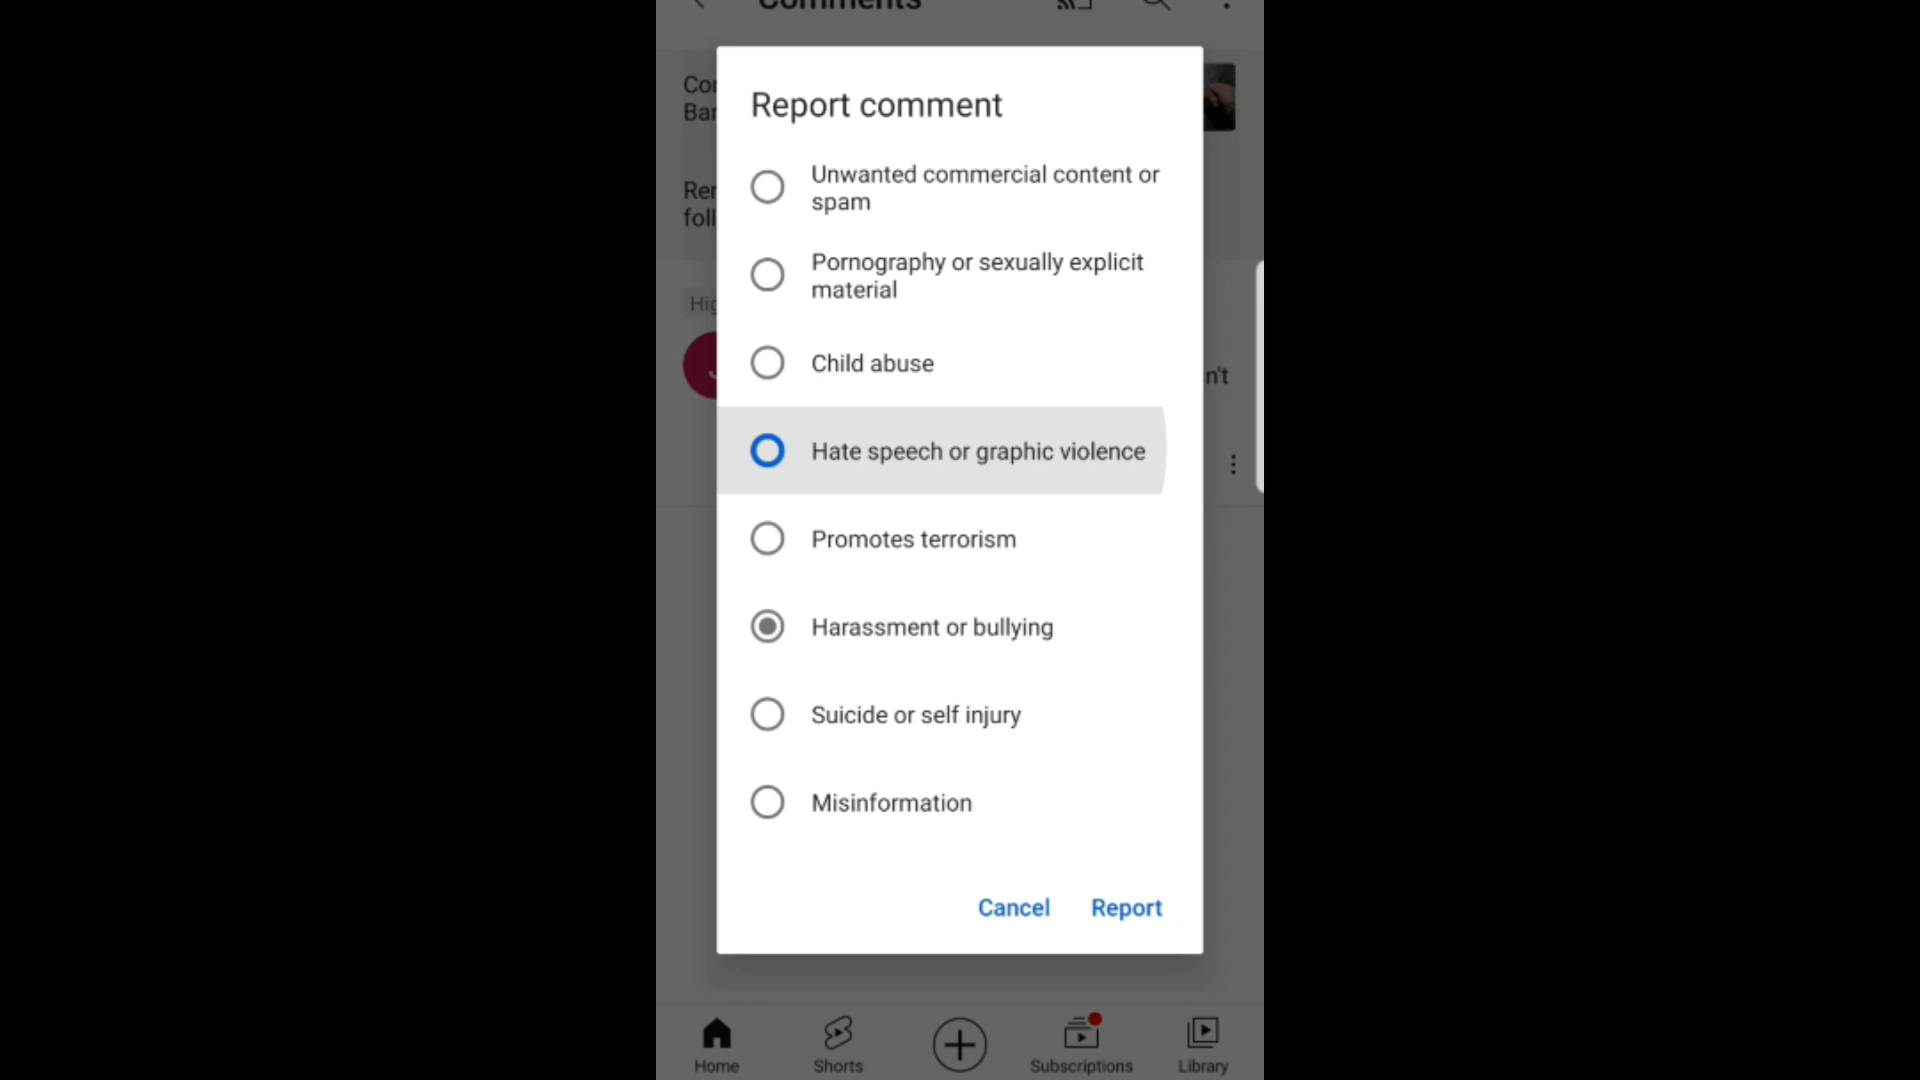 Comments
Report comment
Unwanted commercial content or
spam
Pornography or sexually explicit
material
Child abuse
Hate speech or graphic violence
Promotes terrorism
Harassment or bullying
Suicide or self injury
Misinformation
Cancel
Report
Home
Shorts
Subscriptions
Library